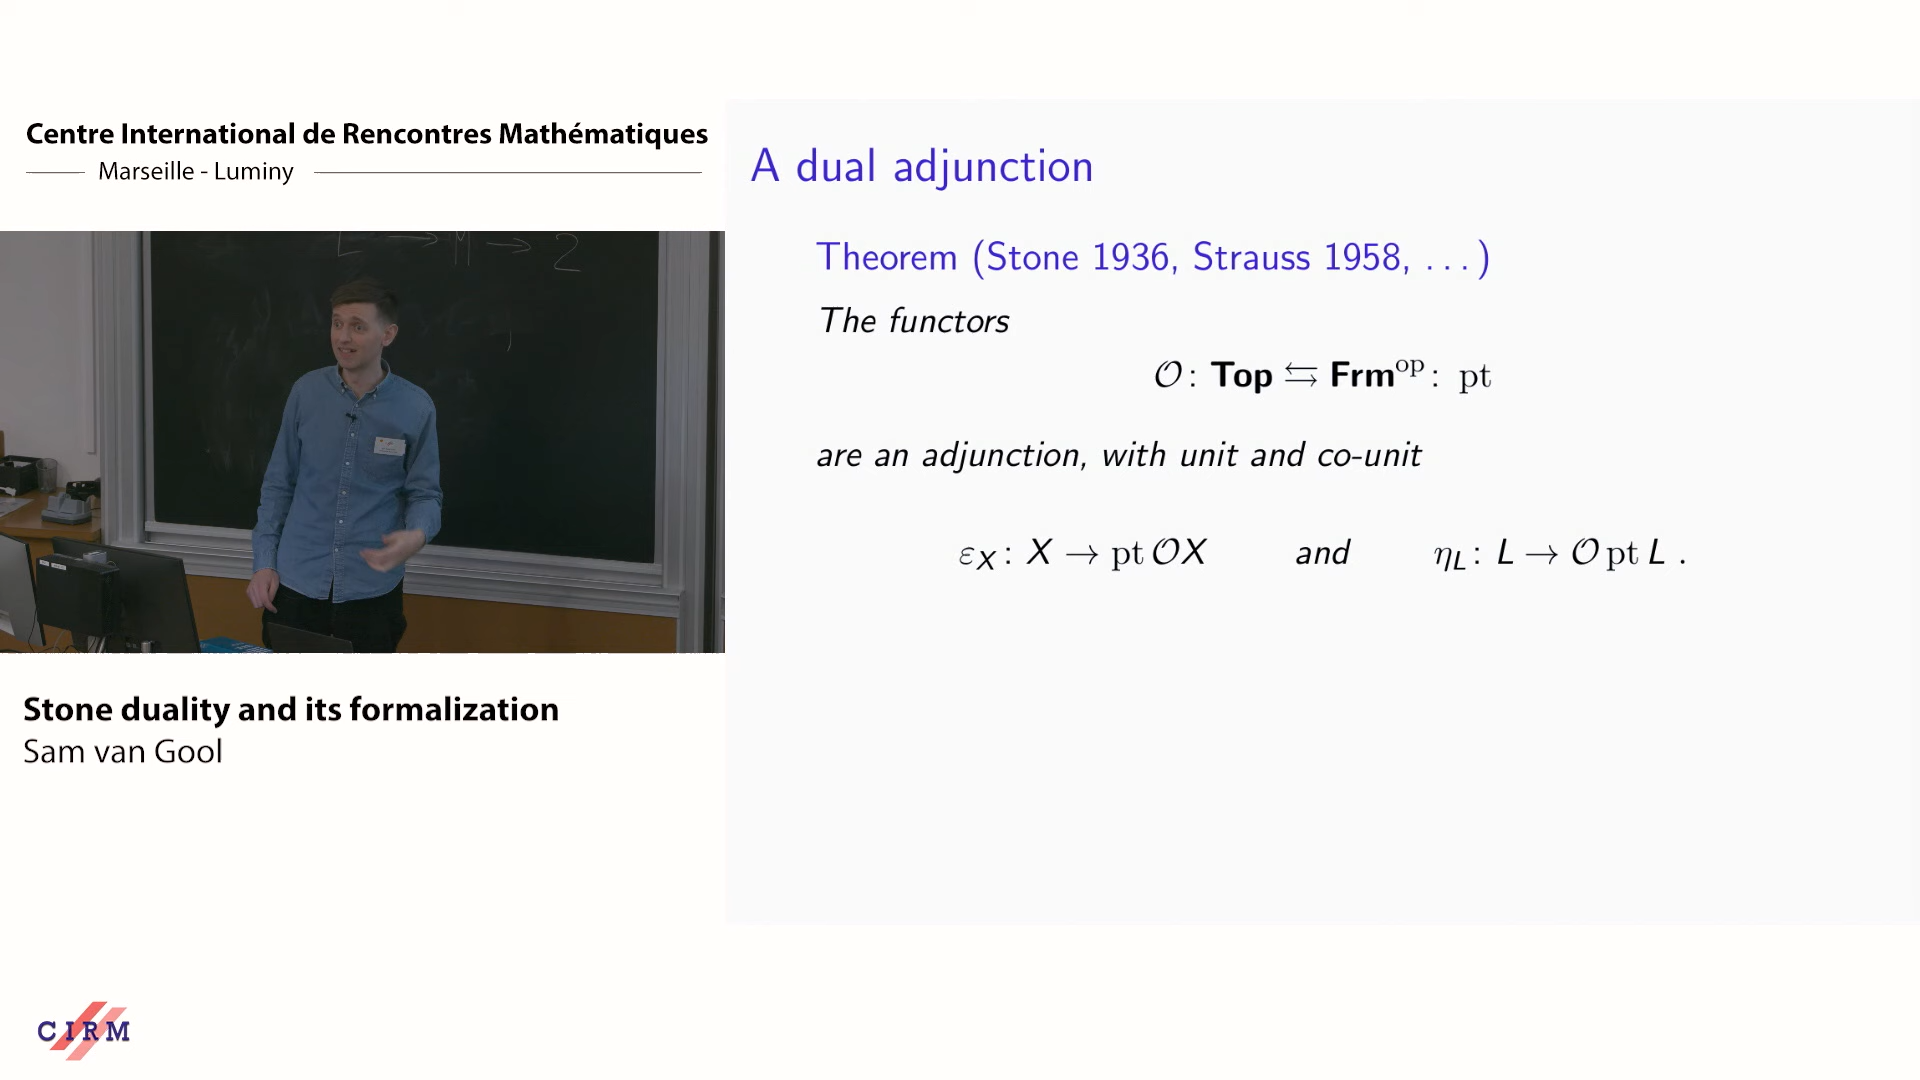 Centre International de Rencontres Mathématiques
Marseille - Luminy
L → M → 2
Stone duality and its formalization
Sam van Gool
CIRM
A dual adjunction
Theorem (Stone 1936, Strauss 1958, . . . )
The functors
𝒪 : Top ⇆ Frm^op : pt
are an adjunction, with unit and co-unit
ε_X : X → pt 𝒪X and η_L : L → 𝒪 pt L .